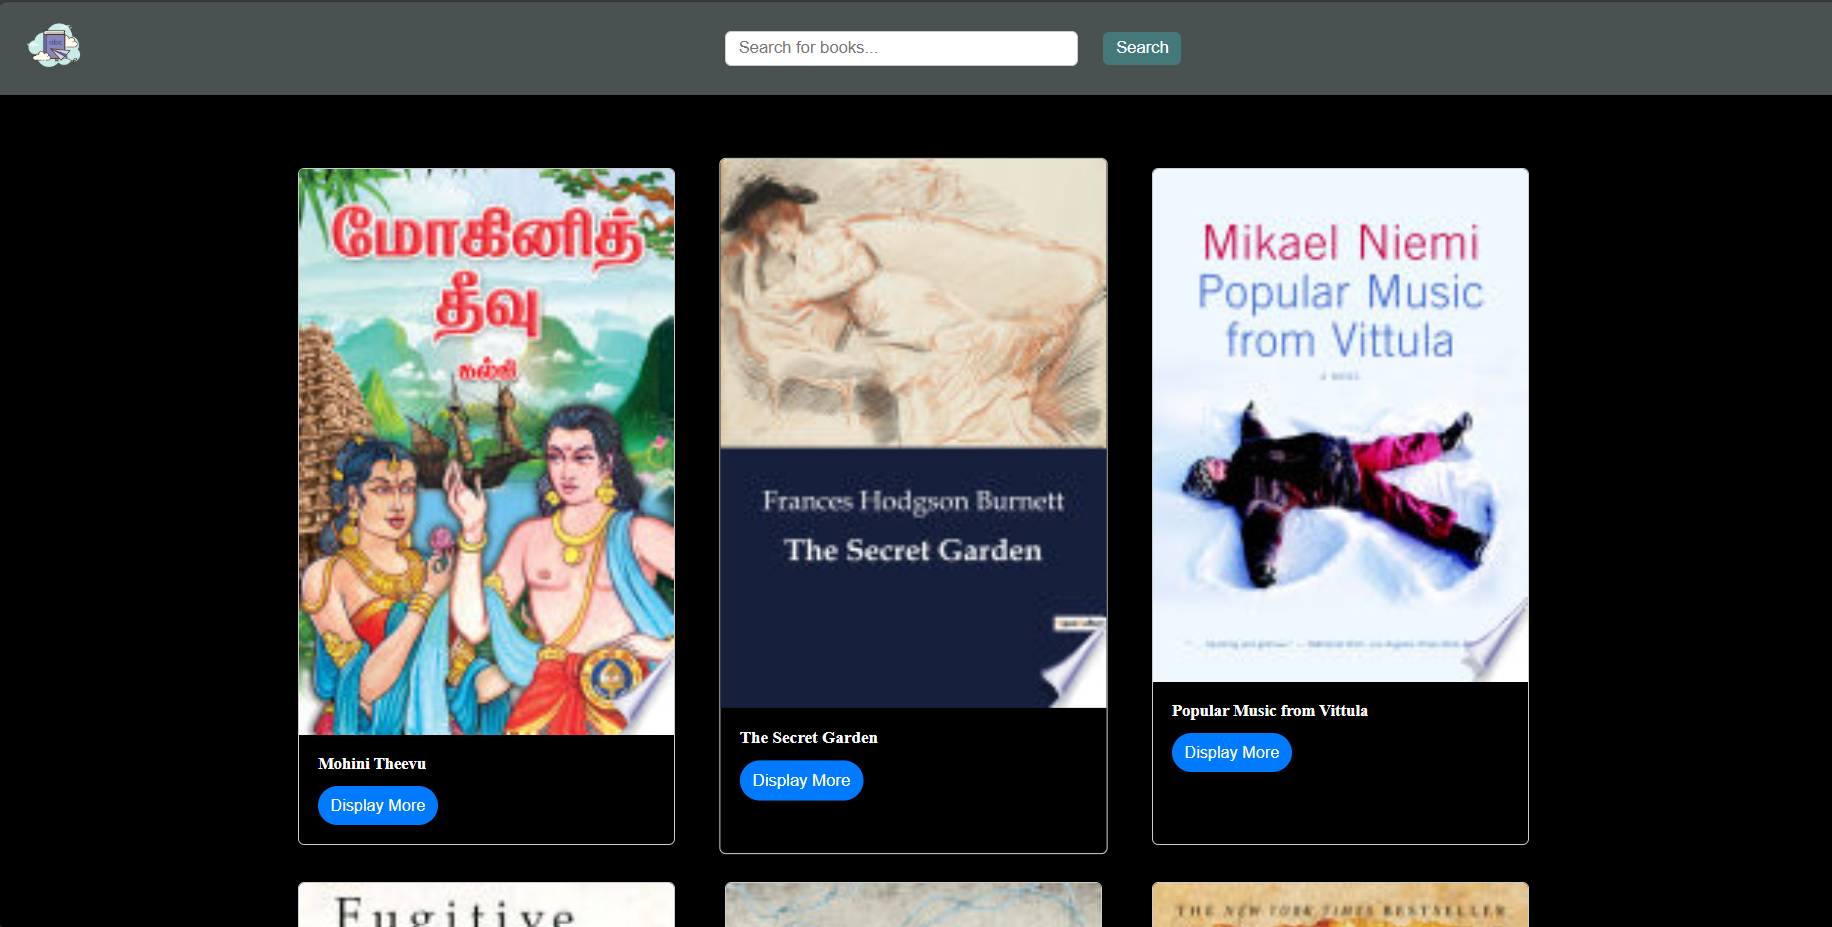 Search for books...
Search
மோகினித்
தீவு
கல்கி
Mohini Theevu
Display More
Frances Hodgson Burnett
The Secret Garden
The Secret Garden
Display More
Mikael Niemi
Popular Music
from Vittula
A NOVEL
Popular Music from Vittula
Display More
Fugitive
THE NEW YORK TIMES BESTSELLER